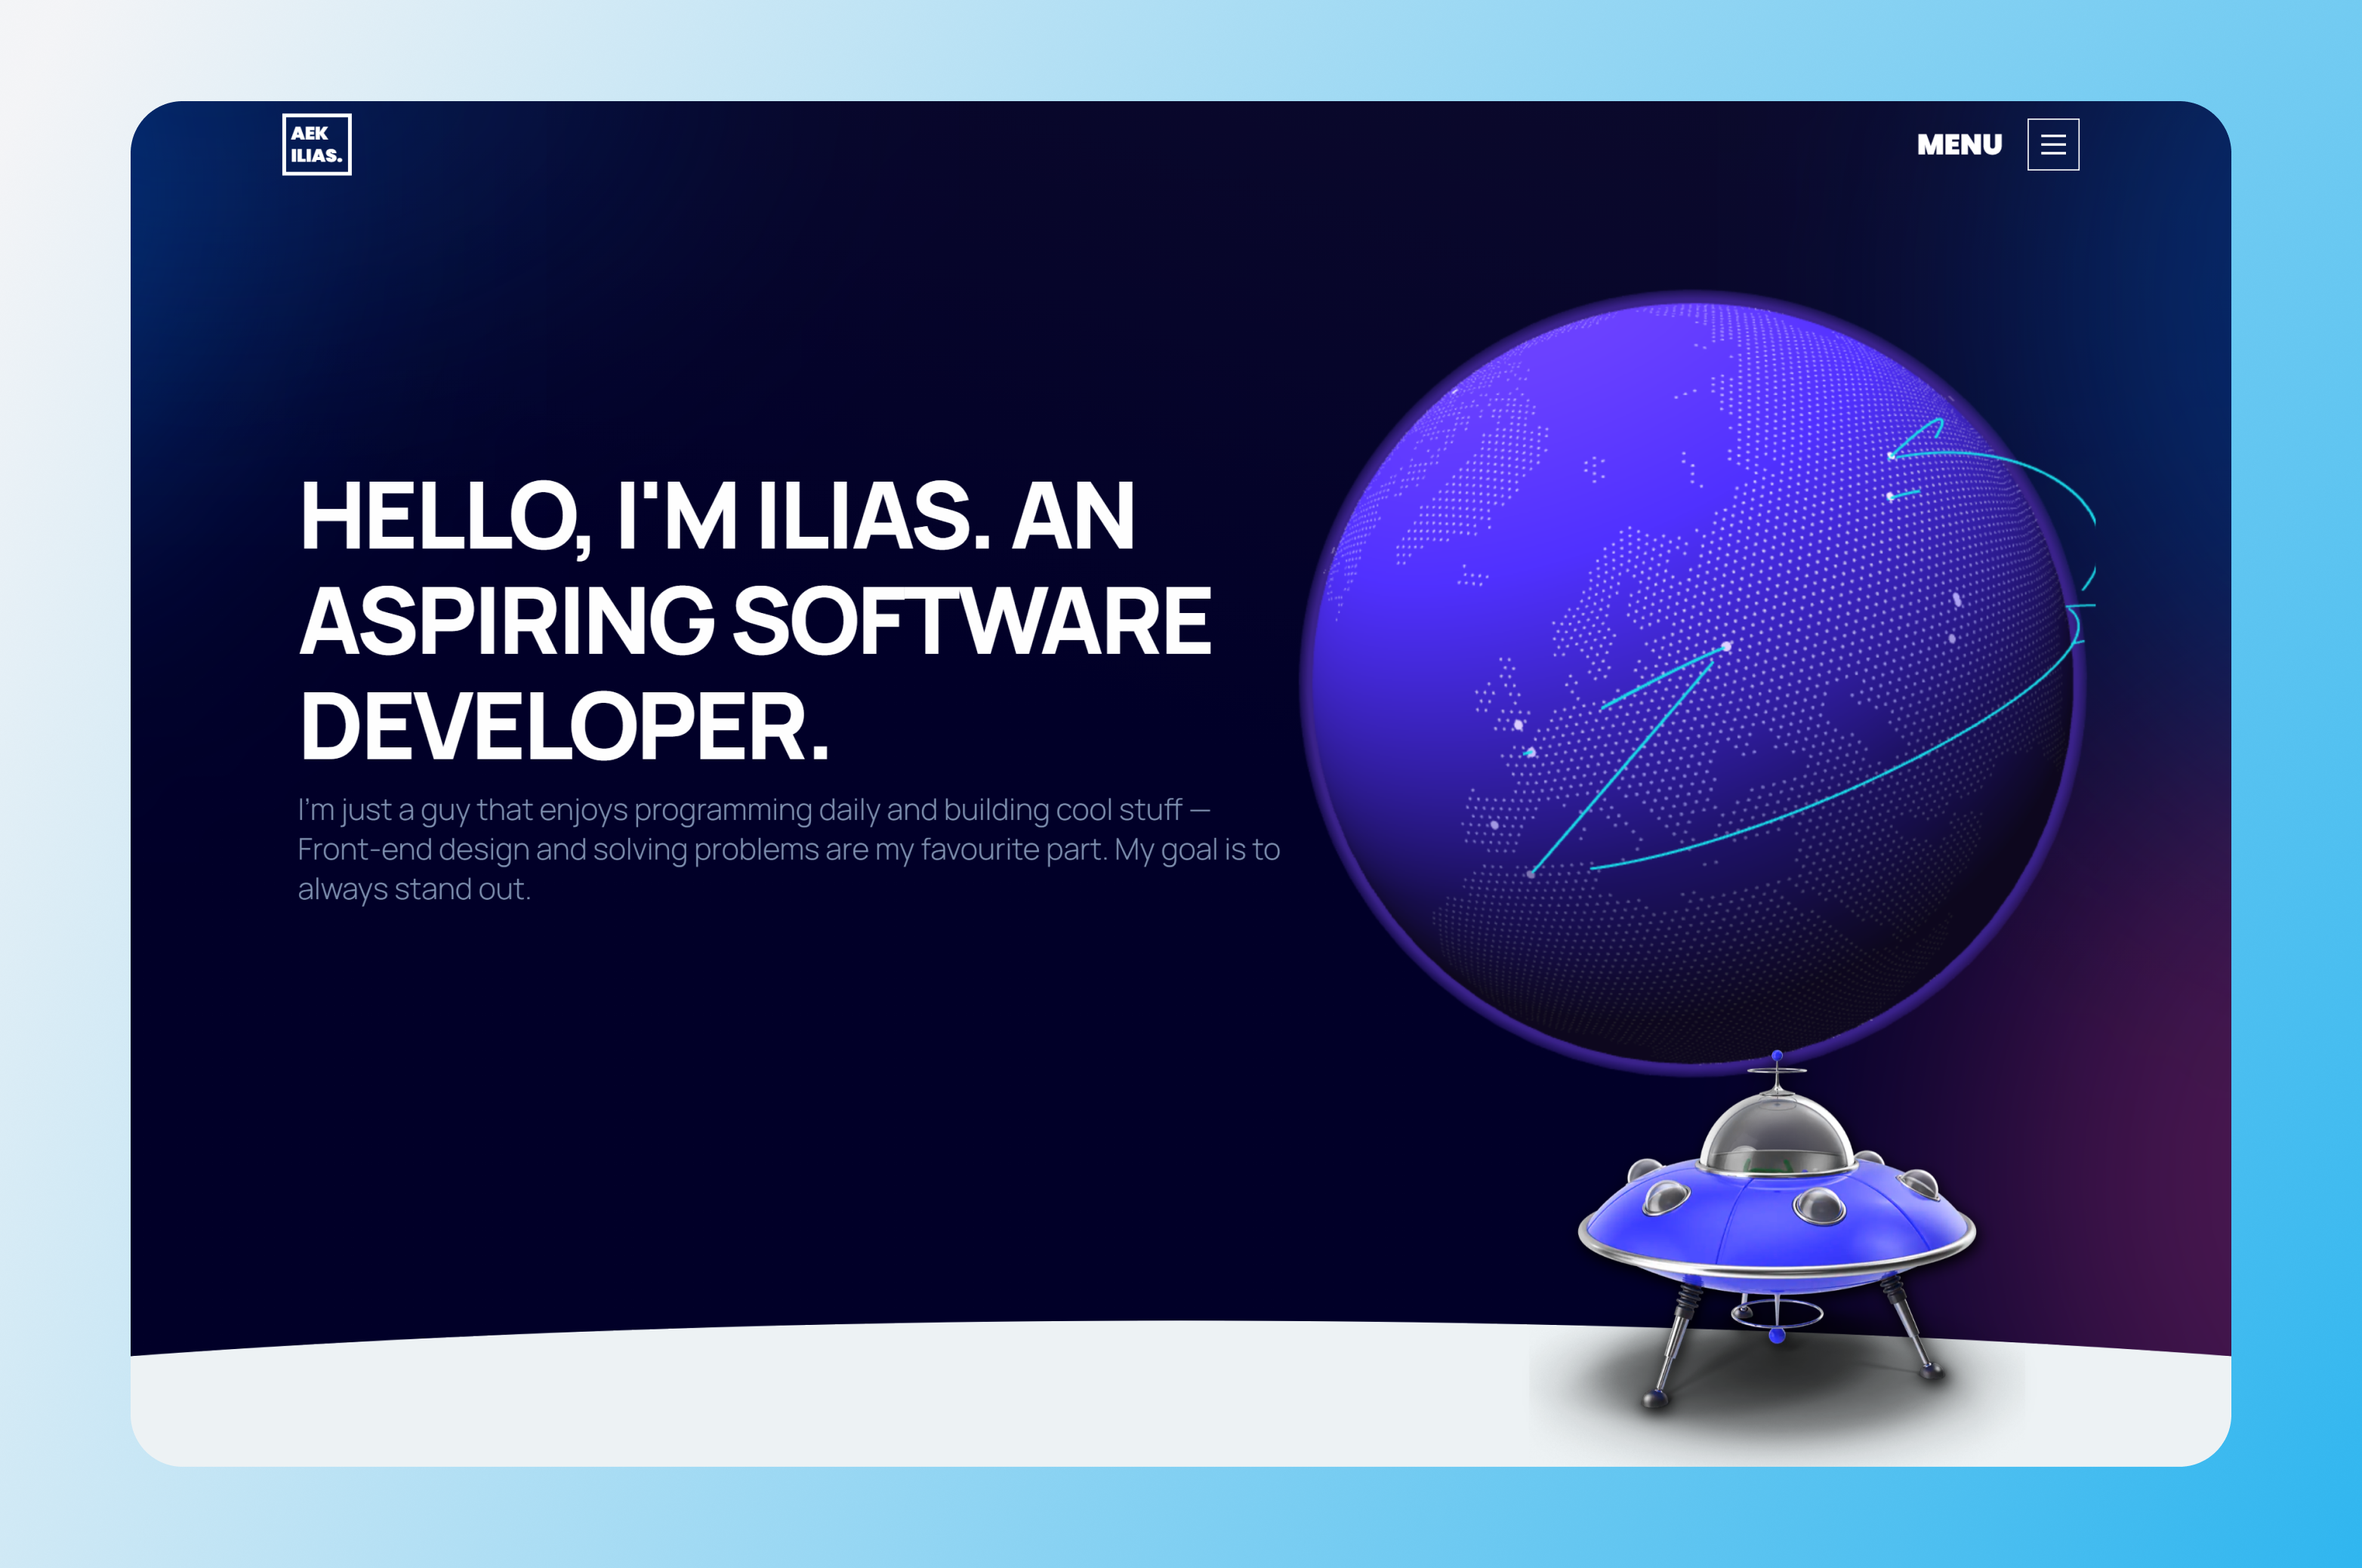 AEK
ILIAS.
MENU
HELLO, I'M ILIAS. AN
ASPIRING SOFTWARE
DEVELOPER.
I'm just a guy that enjoys programming daily and building cool stuff —
Front-end design and solving problems are my favourite part. My goal is to
always stand out.